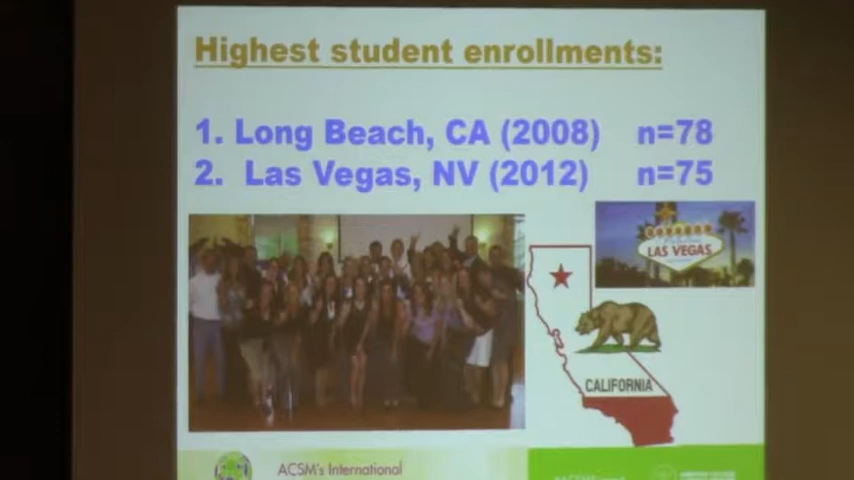 Highest student enrollments:
1. Long Beach, CA (2008) n=78
2. Las Vegas, NV (2012) n=75
LAS VEGAS
CALIFORNIA
ACSM's International